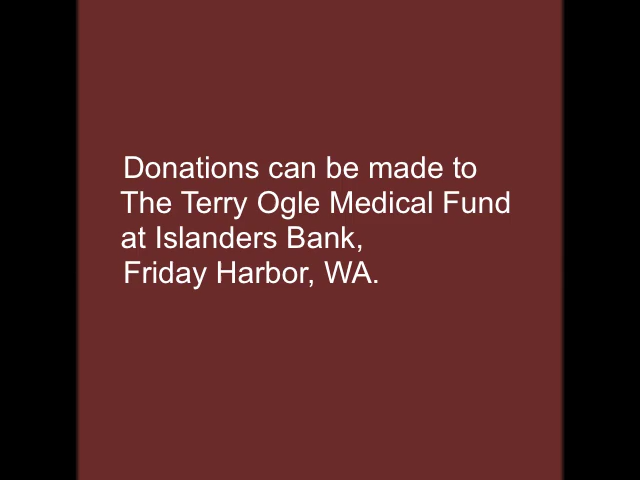 Donations can be made to
The Terry Ogle Medical Fund
at Islanders Bank,
Friday Harbor, WA.